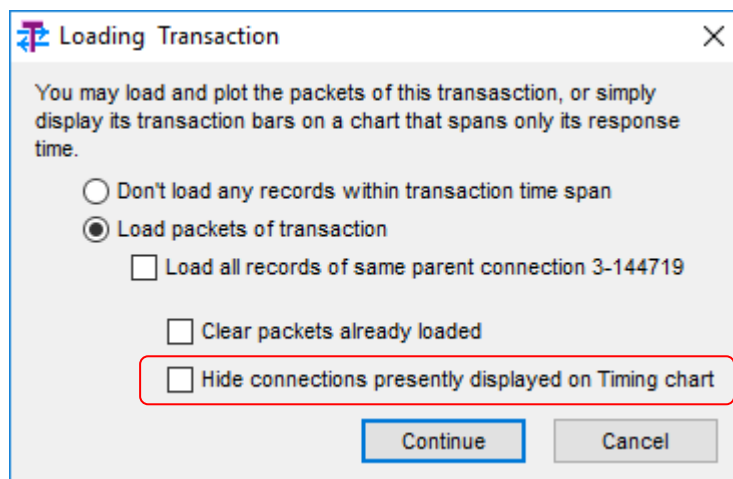 Loading Transaction
You may load and plot the packets of this transasction, or simply
display its transaction bars on a chart that spans only its response
time.
Don't load any records within transaction time span
Load packets of transaction
Load all records of same parent connection 3-144719
Clear packets already loaded
Hide connections presently displayed on Timing chart
Continue Cancel